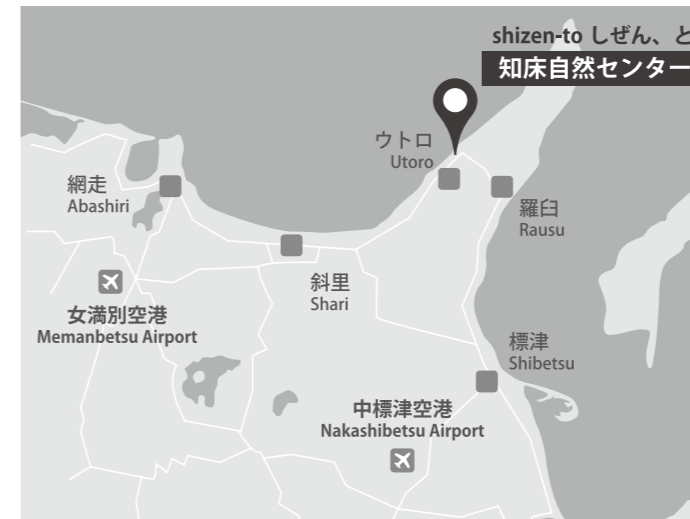 shizen-to しぜん、と
知床自然センター
ウトロ
Utoro
網走
Abashiri
羅臼
Rausu
斜里
Shari
女満別空港
Memanbetsu Airport
標津
Shibetsu
中標津空港
Nakashibetsu Airport